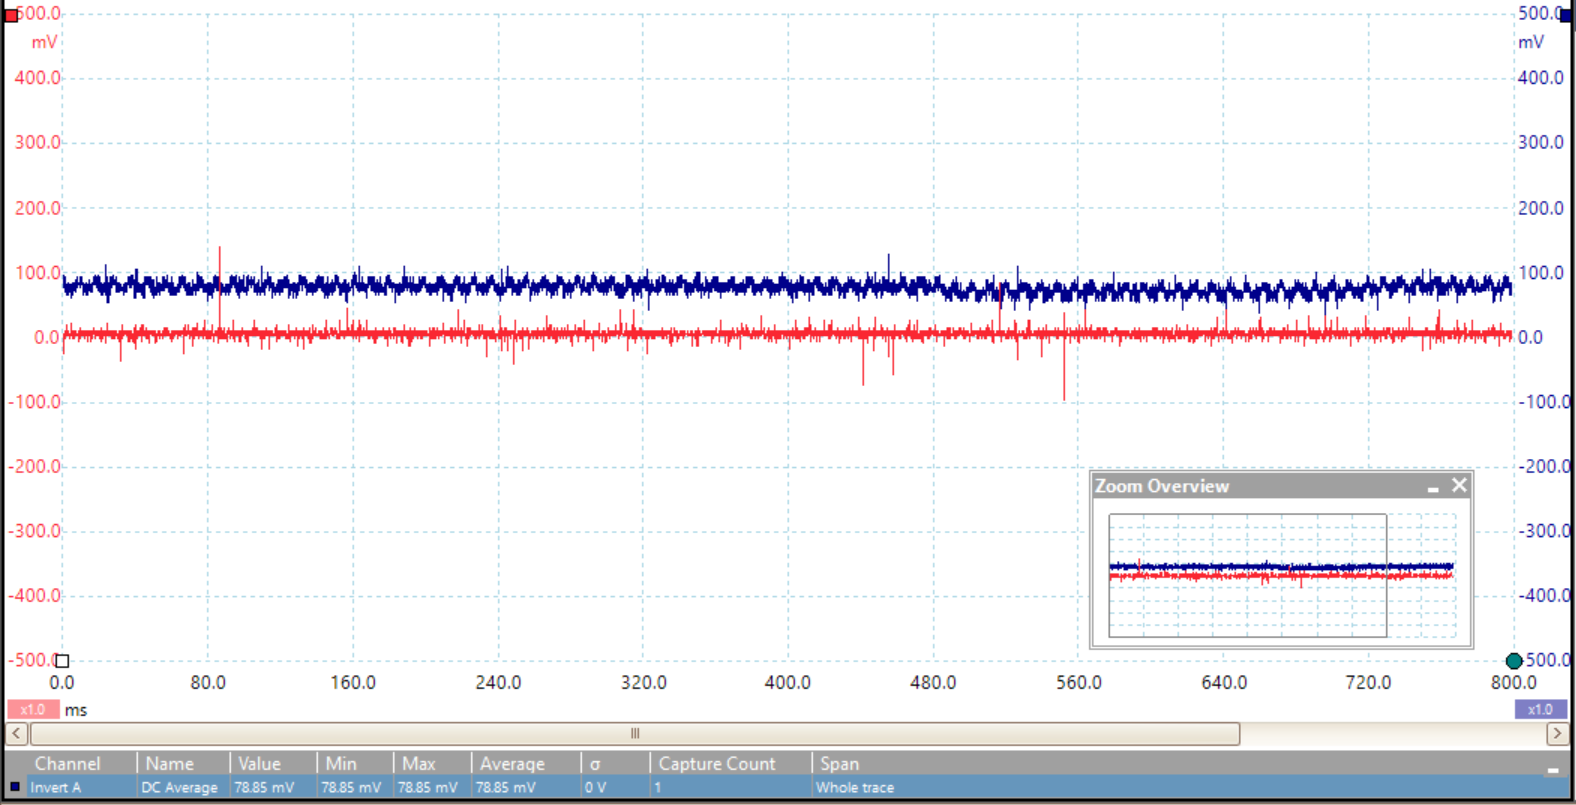 500.0 500.0
mV mV
400.0 400.0
300.0 300.0
200.0 200.0
100.0 100.0
0.0 0.0
-100.0 -100.0
-200.0 -200.0
Zoom Overview
-300.0 -300.0
-400.0 -400.0
-500.0 -500.0
0.0 80.0 160.0 240.0 320.0 400.0 480.0 560.0 640.0 720.0 800.0
x1.0 ms x1.0
Channel Name Value Min Max Average σ Capture Count Span
Invert A DC Average 78.85 mV 78.85 mV 78.85 mV 78.85 mV 0 V 1 Whole trace